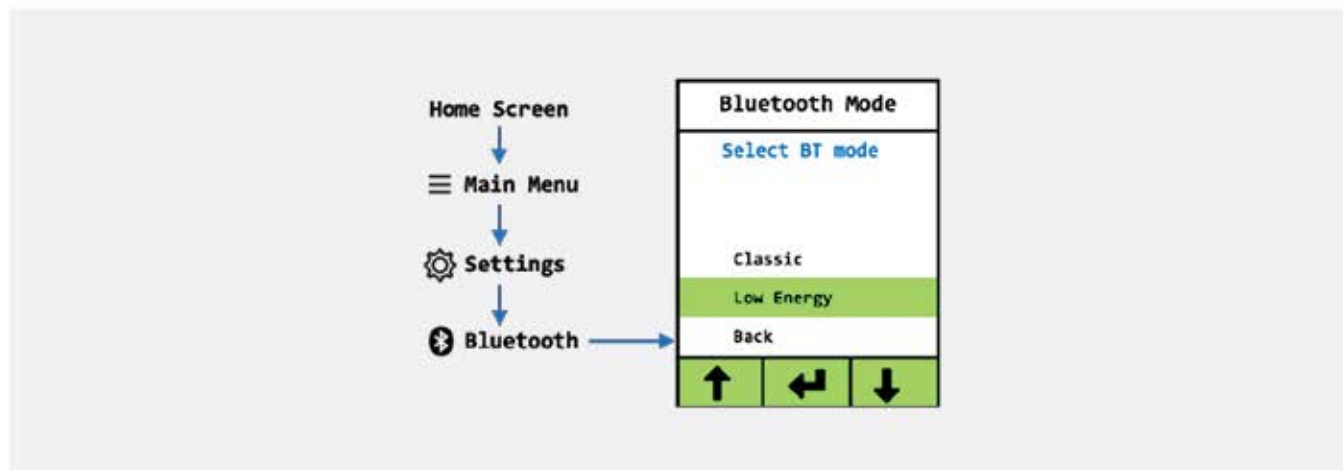 Home Screen
Main Menu
Settings
Bluetooth
Bluetooth Mode
Select BT mode
Classic
Low Energy
Back